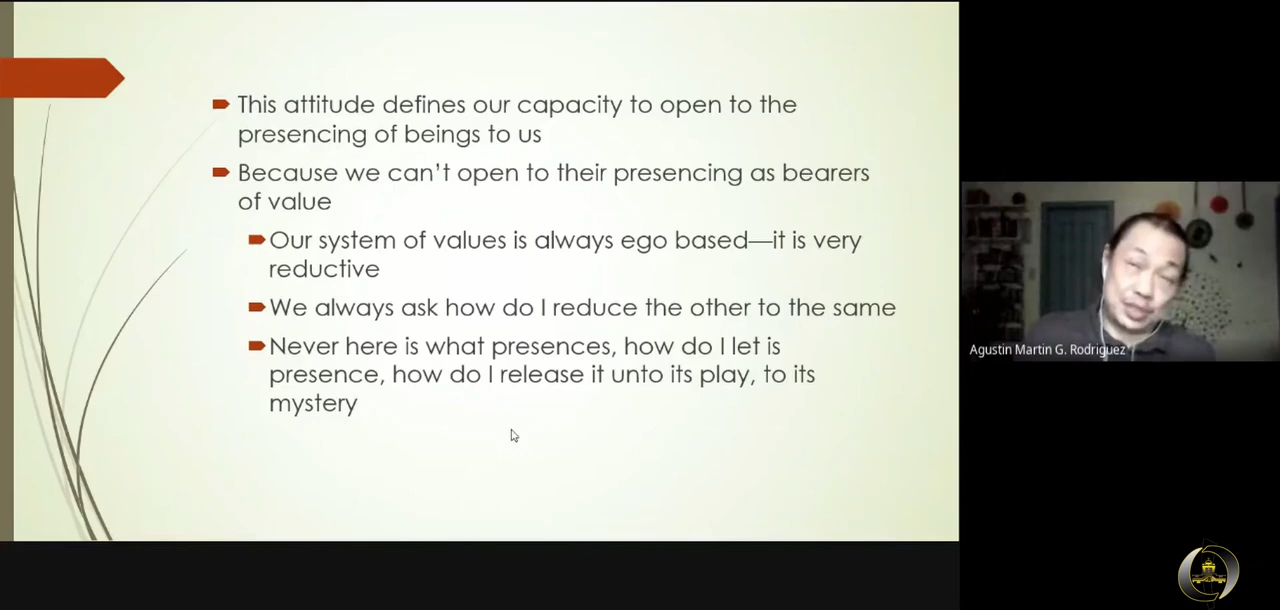 This attitude defines our capacity to open to the
presencing of beings to us
Because we can't open to their presencing as bearers
of value
Our system of values is always ego based—it is very
reductive
We always ask how do I reduce the other to the same
Never here is what presences, how do I let is
presence, how do I release it unto its play, to its
mystery
Agustin Martin G. Rodriguez